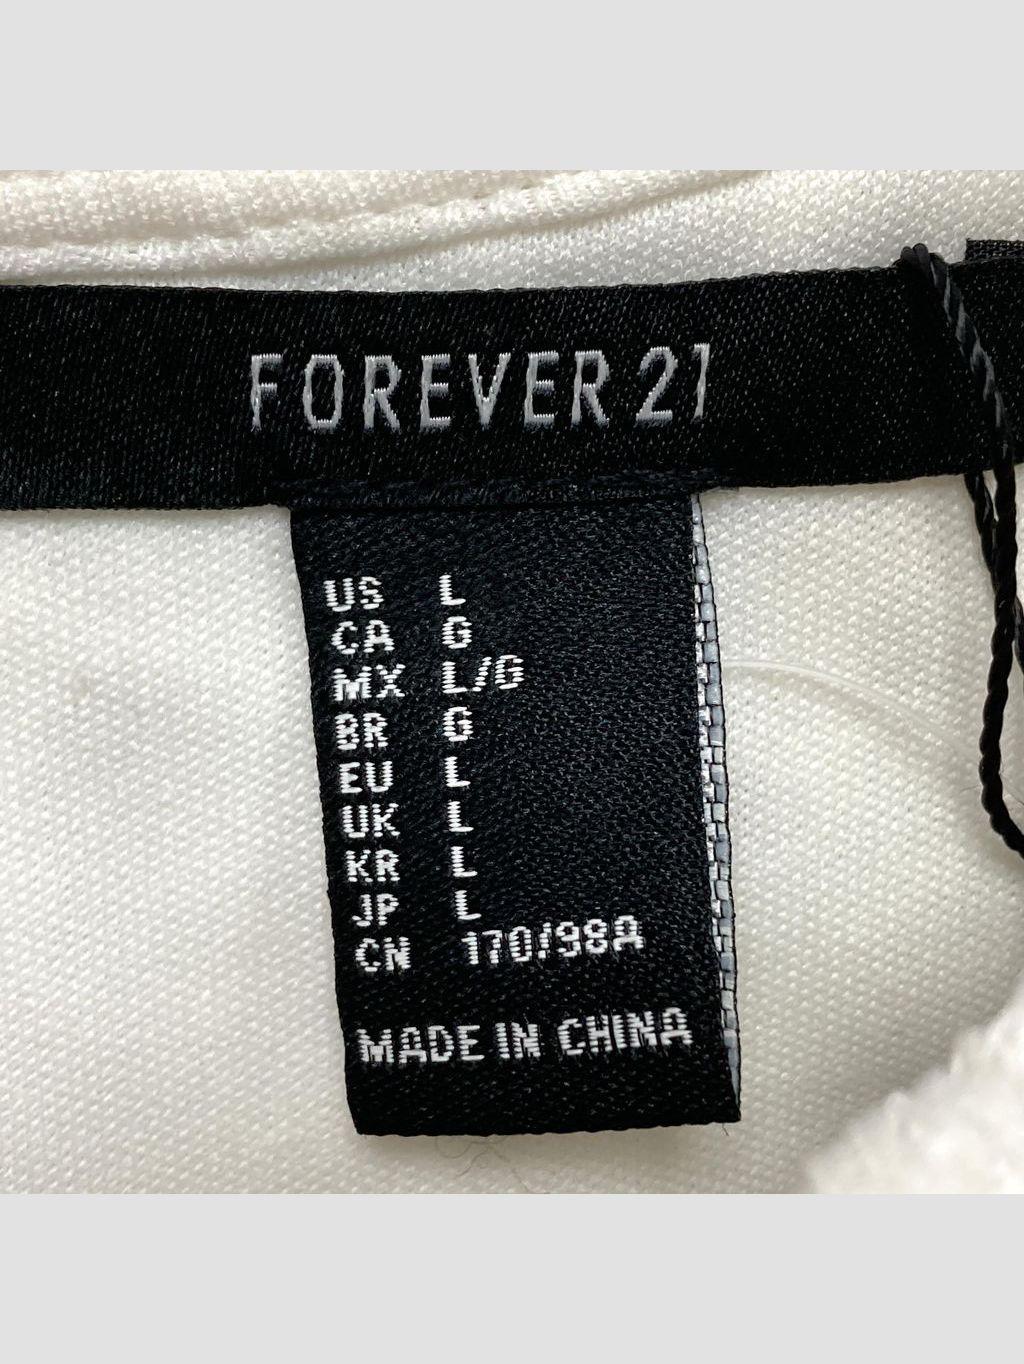 FOREVER 21
US L
CA G
MX L/G
BR G
EU L
UK L
KR L
JP L
CN 170/98A
MADE IN CHINA